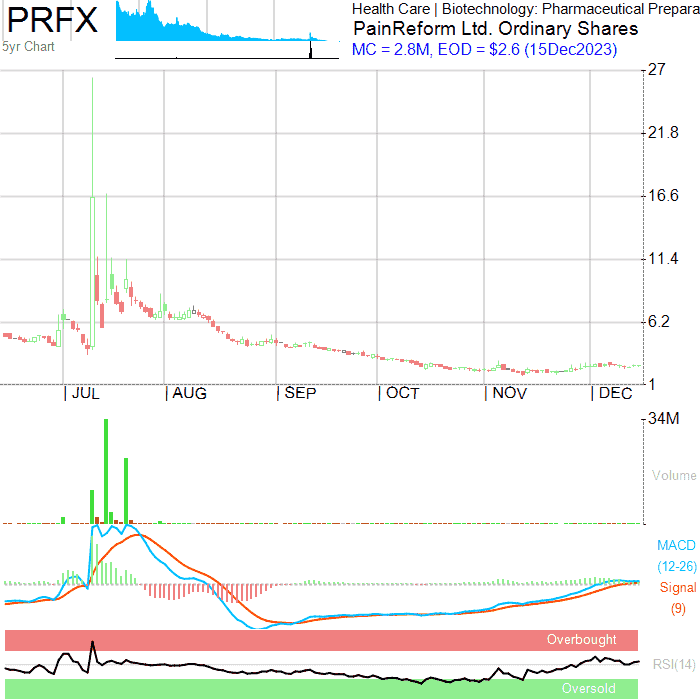 PRFX
5yr Chart
Health Care | Biotechnology: Pharmaceutical Prepara
PainReform Ltd. Ordinary Shares
MC = 2.8M, EOD = $2.6 (15Dec2023)
27
21.8
16.6
11.4
6.2
1
| JUL | AUG | SEP | OCT | NOV | DEC
34M
Volume
MACD
(12-26)
Signal
(9)
Overbought
RSI(14)
Oversold